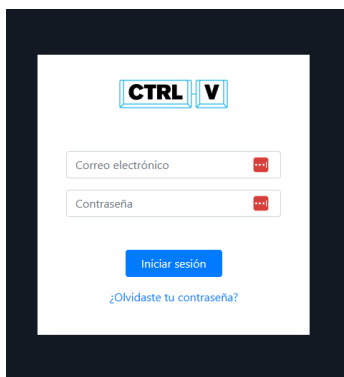 CTRL V
Correo electrónico
Contraseña
Iniciar sesión
¿Olvidaste tu contraseña?